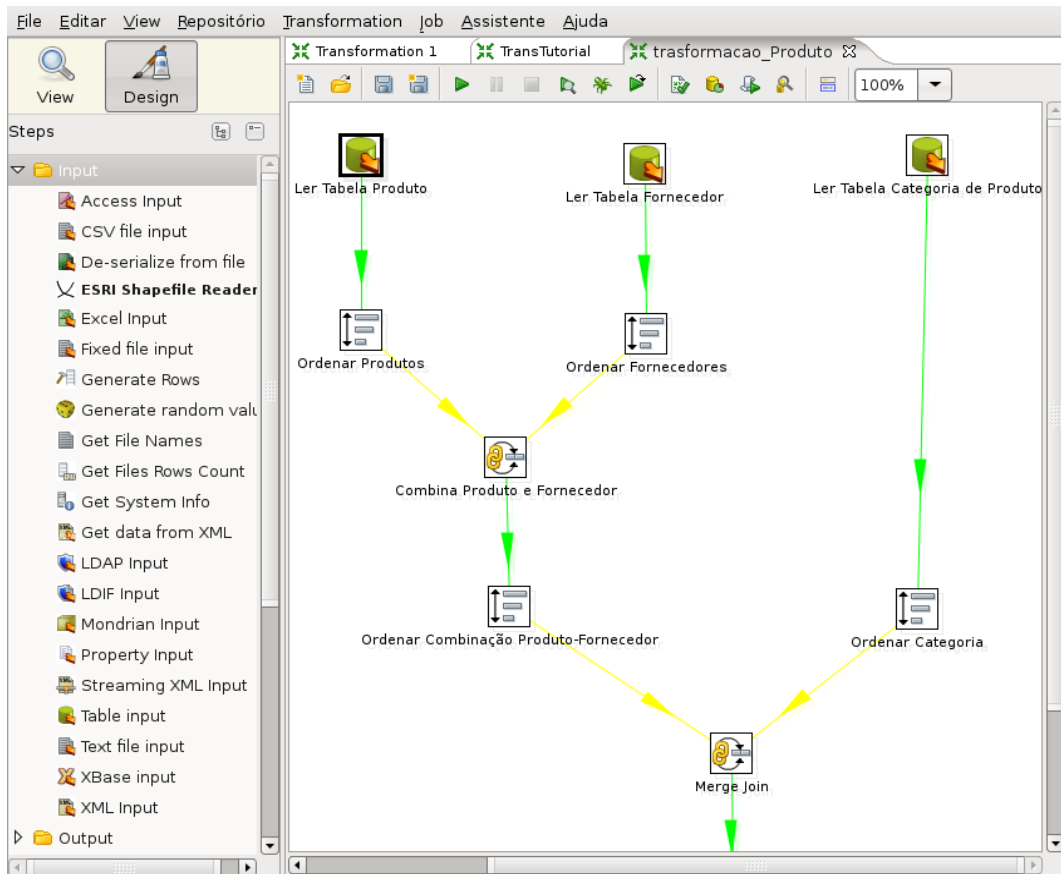 File Editar View Repositório Transformation Job Assistente Ajuda
Transformation 1 TransTutorial trasformacao_Produto
View Design
100%
Steps
Input
Access Input
CSV file input
De-serialize from file
ESRI Shapefile Reader
Excel Input
Fixed file input
Generate Rows
Generate random valu
Get File Names
Get Files Rows Count
Get System Info
Get data from XML
LDAP Input
LDIF Input
Mondrian Input
Property Input
Streaming XML Input
Table input
Text file input
XBase input
XML Input
Output
Ler Tabela Produto
Ler Tabela Fornecedor
Ler Tabela Categoria de Produto
Ordenar Produtos
Ordenar Fornecedores
Combina Produto e Fornecedor
Ordenar Combinação Produto-Fornecedor
Ordenar Categoria
Merge Join